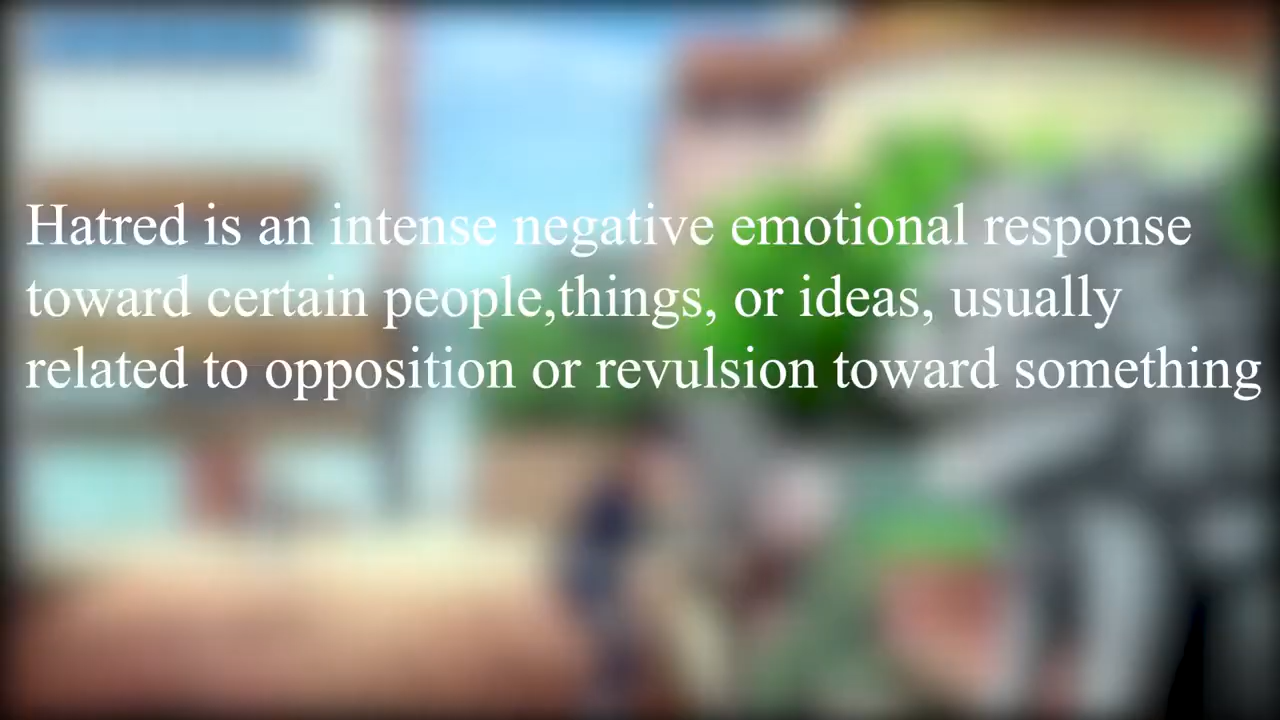 Hatred is an intense negative emotional response
toward certain people,things, or ideas, usually
related to opposition or revulsion toward something